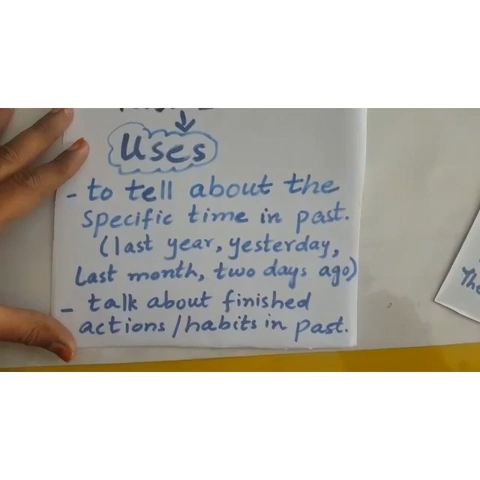 Uses
- to tell about the
specific time in past.
(last year, yesterday,
last month, two days ago)
- talk about finished
actions/habits in past.